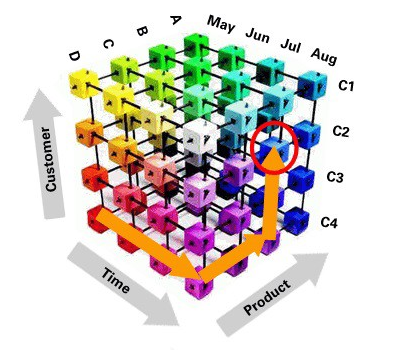 D C B A May Jun Jul Aug
C1
C2
C3
C4
Customer
Time
Product